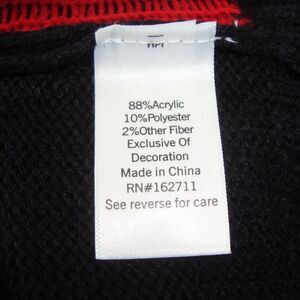 88%Acrylic
10%Polyester
2%Other Fiber
Exclusive Of
Decoration
Made in China
RN#162711
See reverse for care